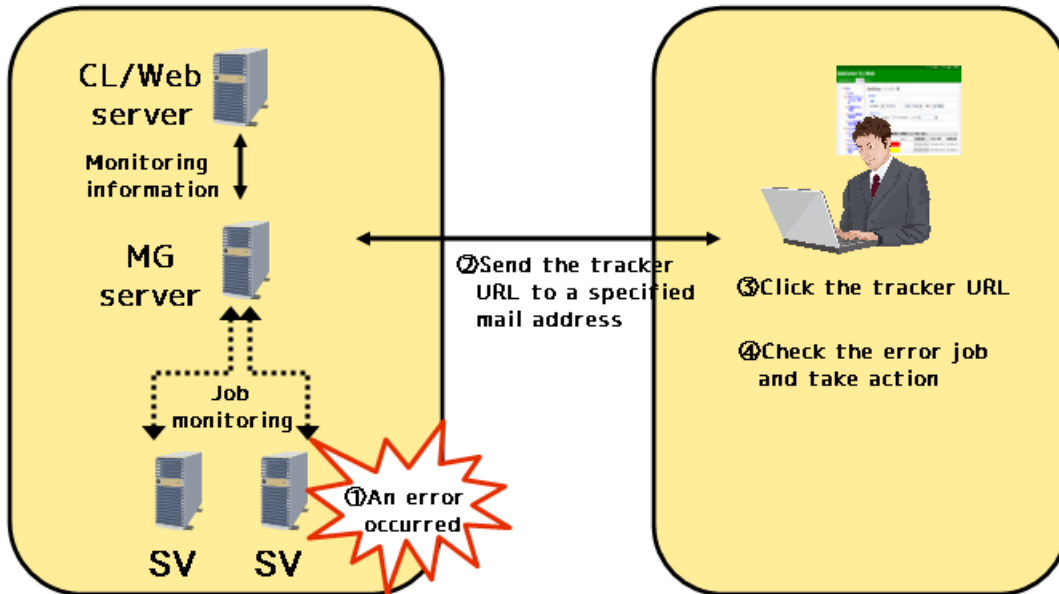 CL/Web
server
Monitoring
information
MG
server
Job
monitoring
①An error
occurred
SV
SV
②Send the tracker
URL to a specified
mail address
③Click the tracker URL
④Check the error job
and take action